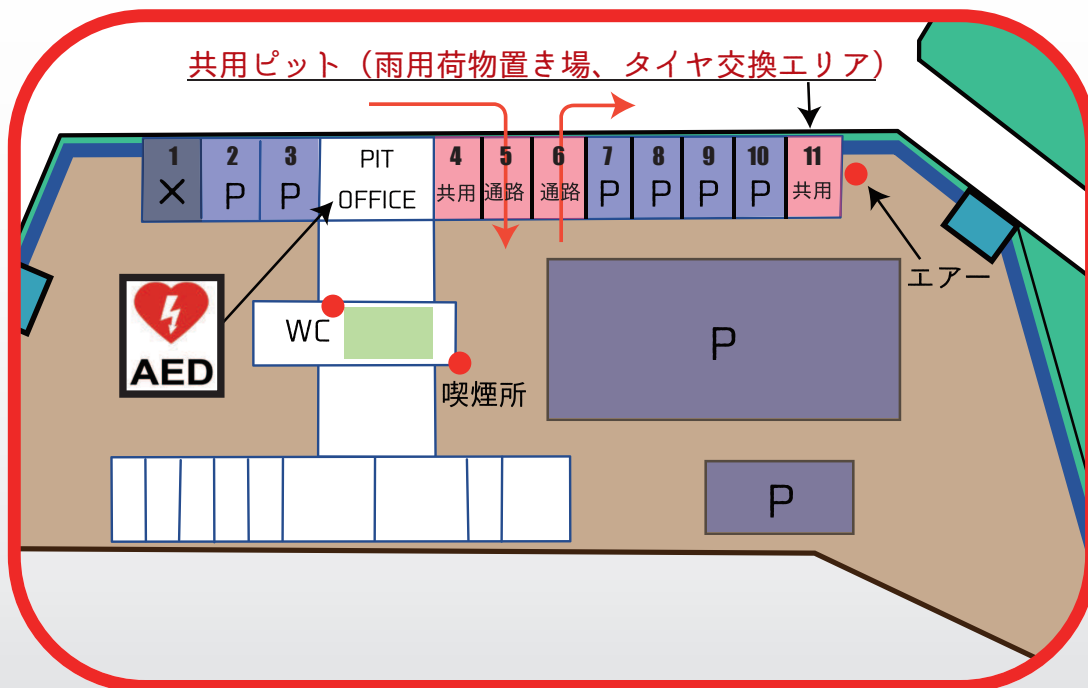 共用ピット（雨用荷物置き場、タイヤ交換エリア）
1 2 3 PIT 4 5 6 7 8 9 10 11
× P P OFFICE 共用 通路 通路 P P P P 共用
エアー
WC
P
AED
喫煙所
P